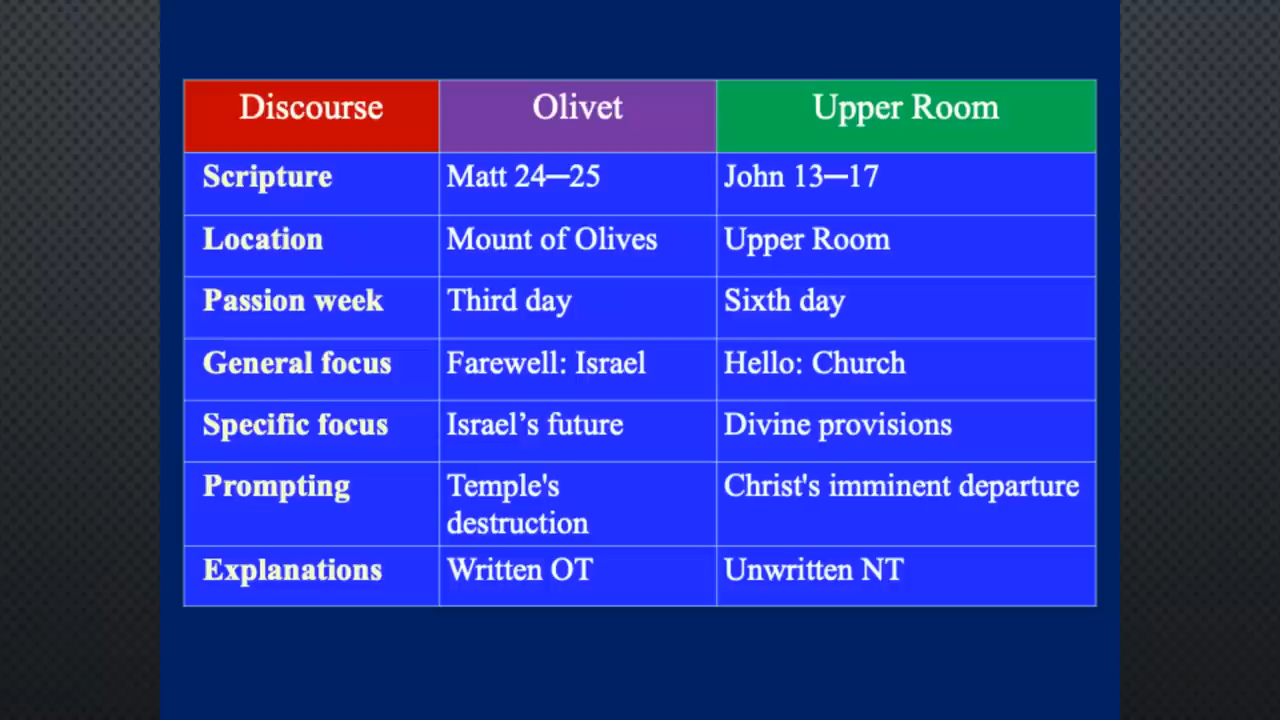 Discourse Olivet Upper Room
Scripture Matt 24—25 John 13—17
Location Mount of Olives Upper Room
Passion week Third day Sixth day
General focus Farewell: Israel Hello: Church
Specific focus Israel’s future Divine provisions
Prompting Temple's Christ's imminent departure
destruction
Explanations Written OT Unwritten NT